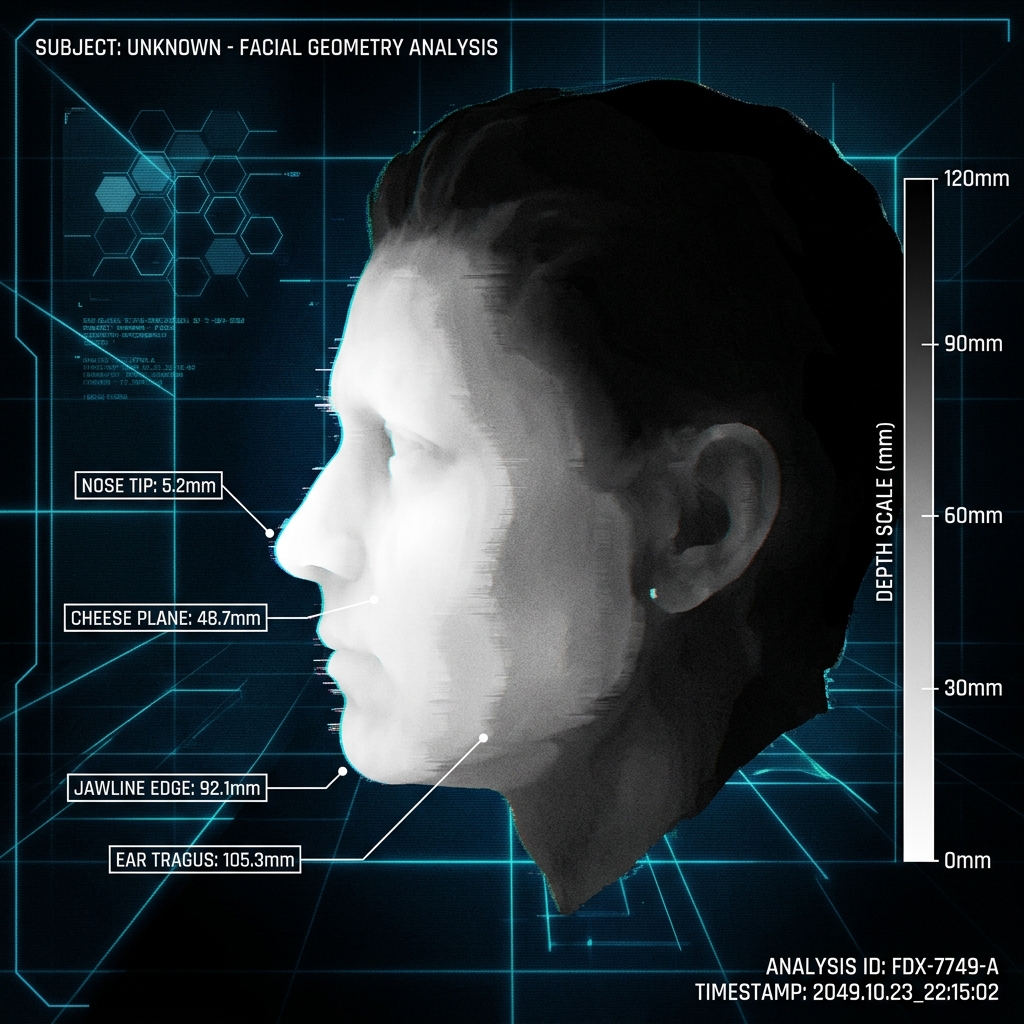 SUBJECT: UNKNOWN - FACIAL GEOMETRY ANALYSIS
120mm
90mm
NOSE TIP: 5.2mm
60mm
DEPTH SCALE (mm)
CHEESE PLANE: 48.7mm
30mm
JAWLINE EDGE: 92.1mm
EAR TRAGUS: 105.3mm
0mm
ANALYSIS ID: FDX-7749-A
TIMESTAMP: 2049.10.23_22:15:02